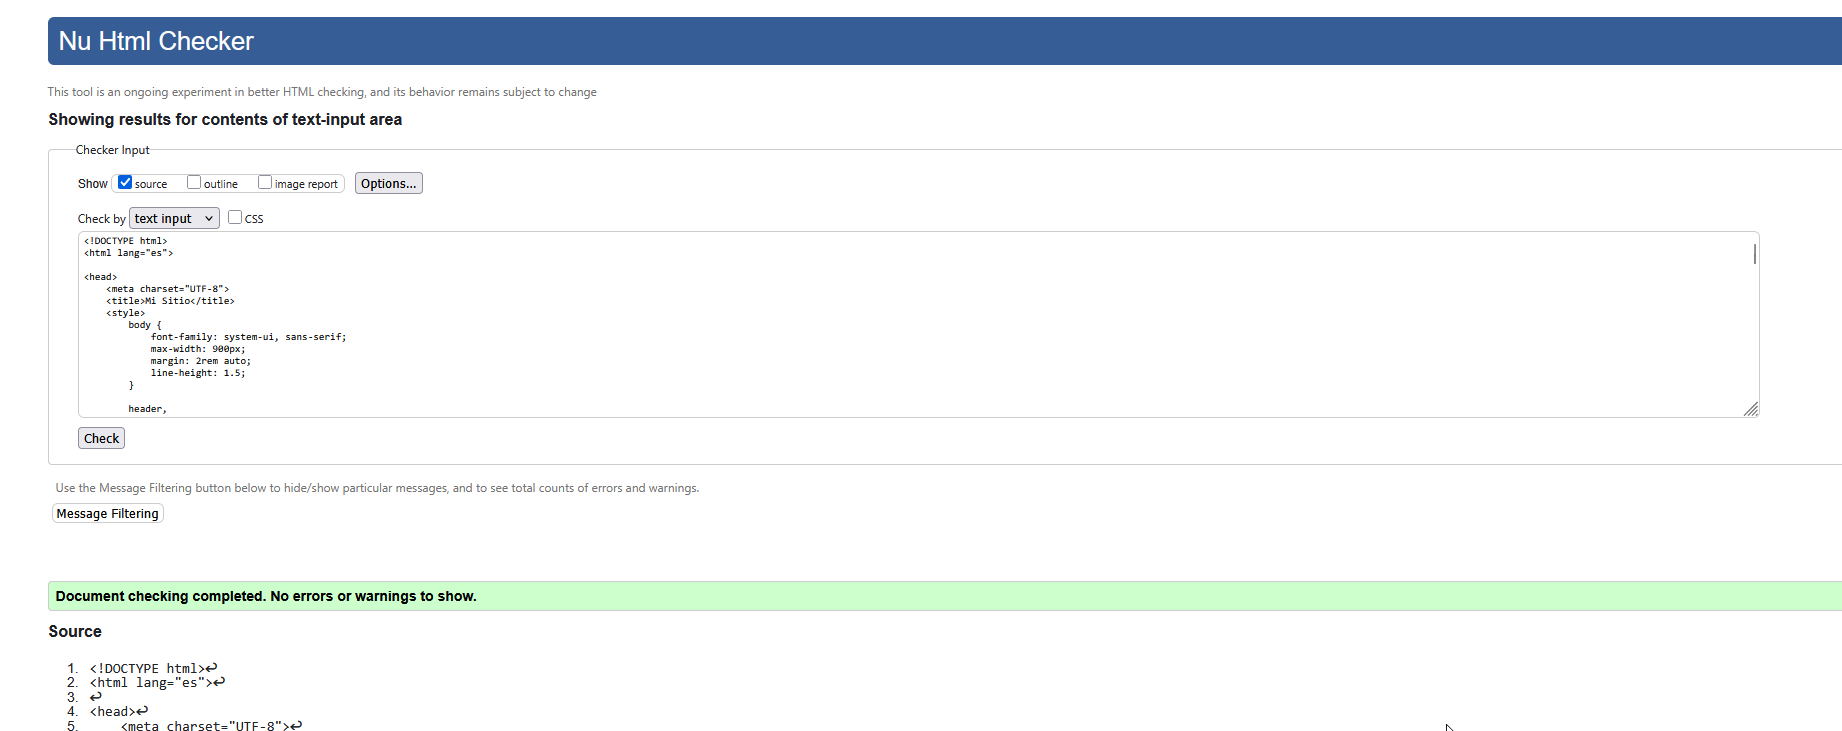 Nu Html Checker
This tool is an ongoing experiment in better HTML checking, and its behavior remains subject to change
Showing results for contents of text-input area
Checker Input
Show source outline image report Options...
Check by text input CSS
<!DOCTYPE html>
<html lang="es">
<head>
    <meta charset="UTF-8">
    <title>Mi Sitio</title>
    <style>
        body {
            font-family: system-ui, sans-serif;
            max-width: 900px;
            margin: 2rem auto;
            line-height: 1.5;
        }
        header,
Check
Use the Message Filtering button below to hide/show particular messages, and to see total counts of errors and warnings.
Message Filtering
Document checking completed. No errors or warnings to show.
Source
1. <!DOCTYPE html>↩
2. <html lang="es">↩
3. ↩
4. <head>↩
5.     <meta charset="UTF-8">↩